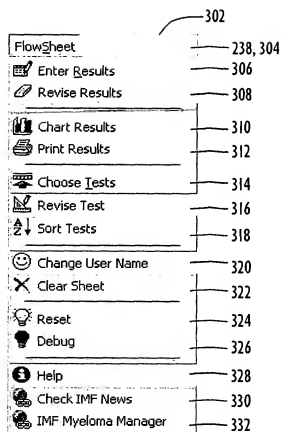 302
FlowSheet 238, 304
Enter Results 306
Revise Results 308
Chart Results 310
Print Results 312
Choose Tests 314
Revise Test 316
Sort Tests 318
Change User Name 320
Clear Sheet 322
Reset 324
Debug 326
Help 328
Check IMF News 330
IMF Myeloma Manager 332